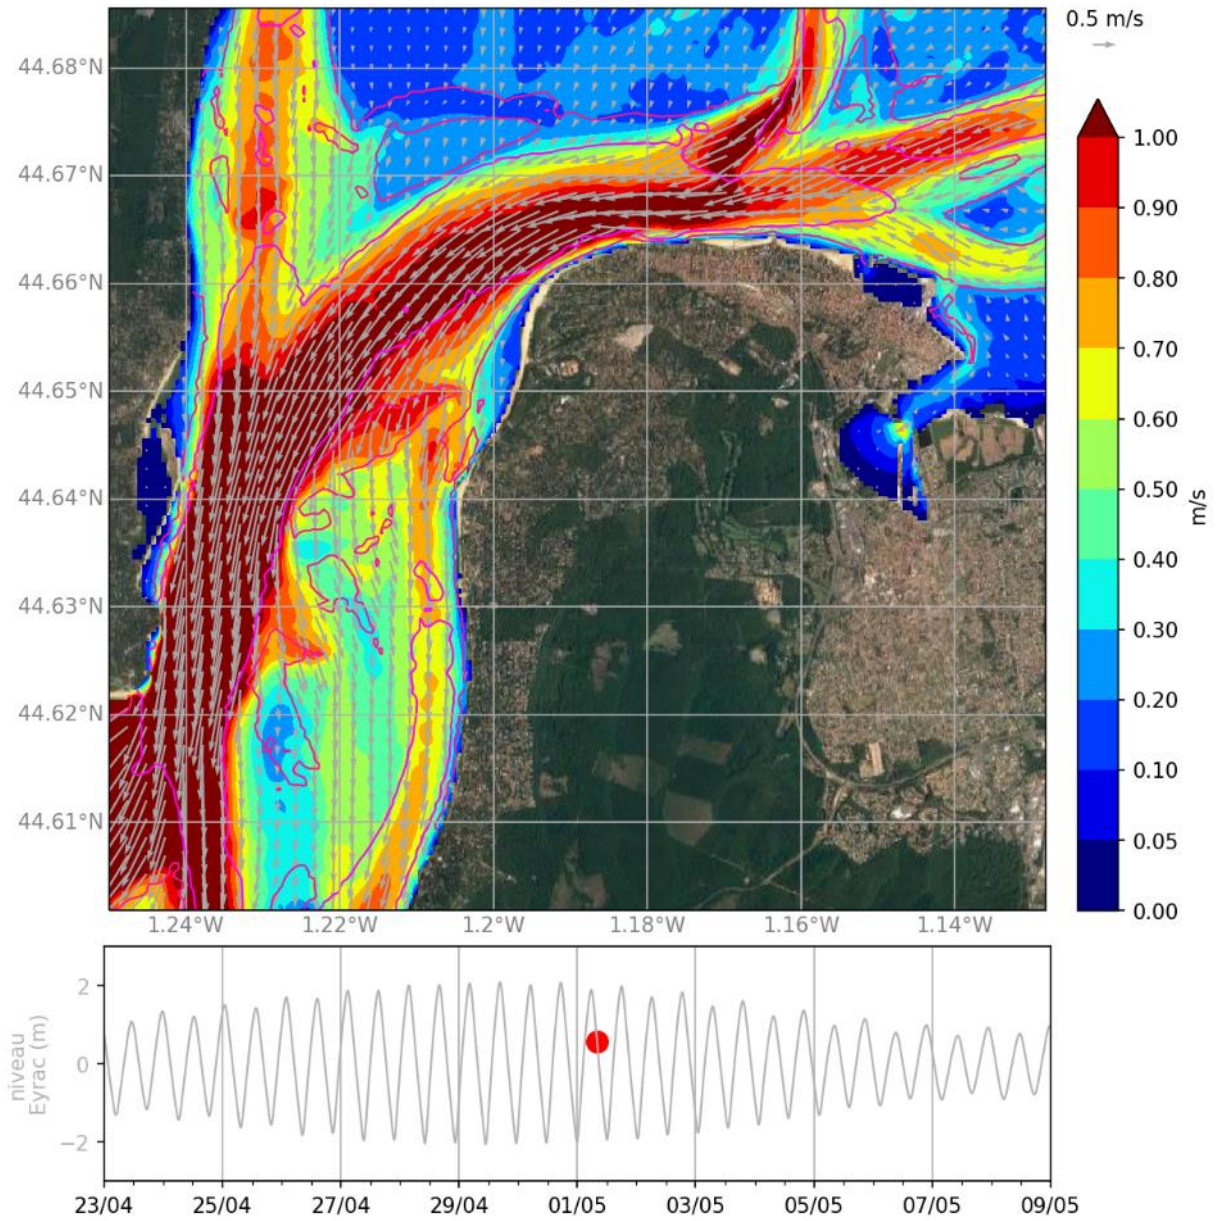 0.5 m/s
44.68°N
44.67°N
44.66°N
44.65°N
44.64°N
44.63°N
44.62°N
44.61°N
1.24°W 1.22°W 1.2°W 1.18°W 1.16°W 1.14°W
1.00
0.90
0.80
0.70
0.60
0.50
0.40
0.30
0.20
0.10
0.05
0.00
m/s
niveau
Eyrac (m)
2
0
−2
23/04 25/04 27/04 29/04 01/05 03/05 05/05 07/05 09/05